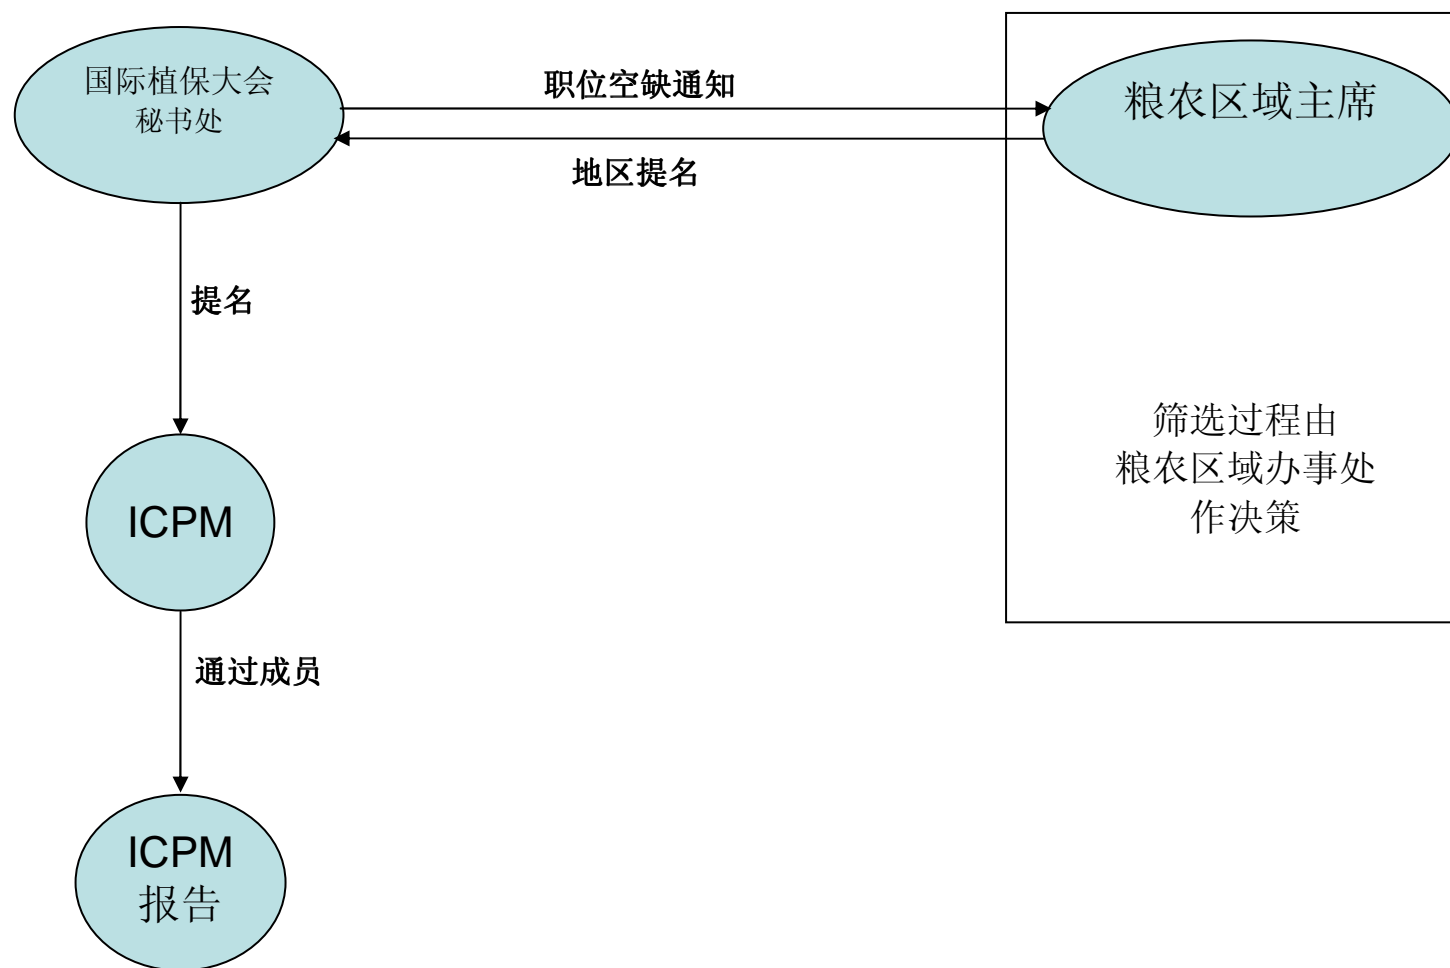 国际植保大会
秘书处
职位空缺通知
粮农区域主席
地区提名
提名
筛选过程由
粮农区域办事处
作决策
ICPM
通过成员
ICPM
报告